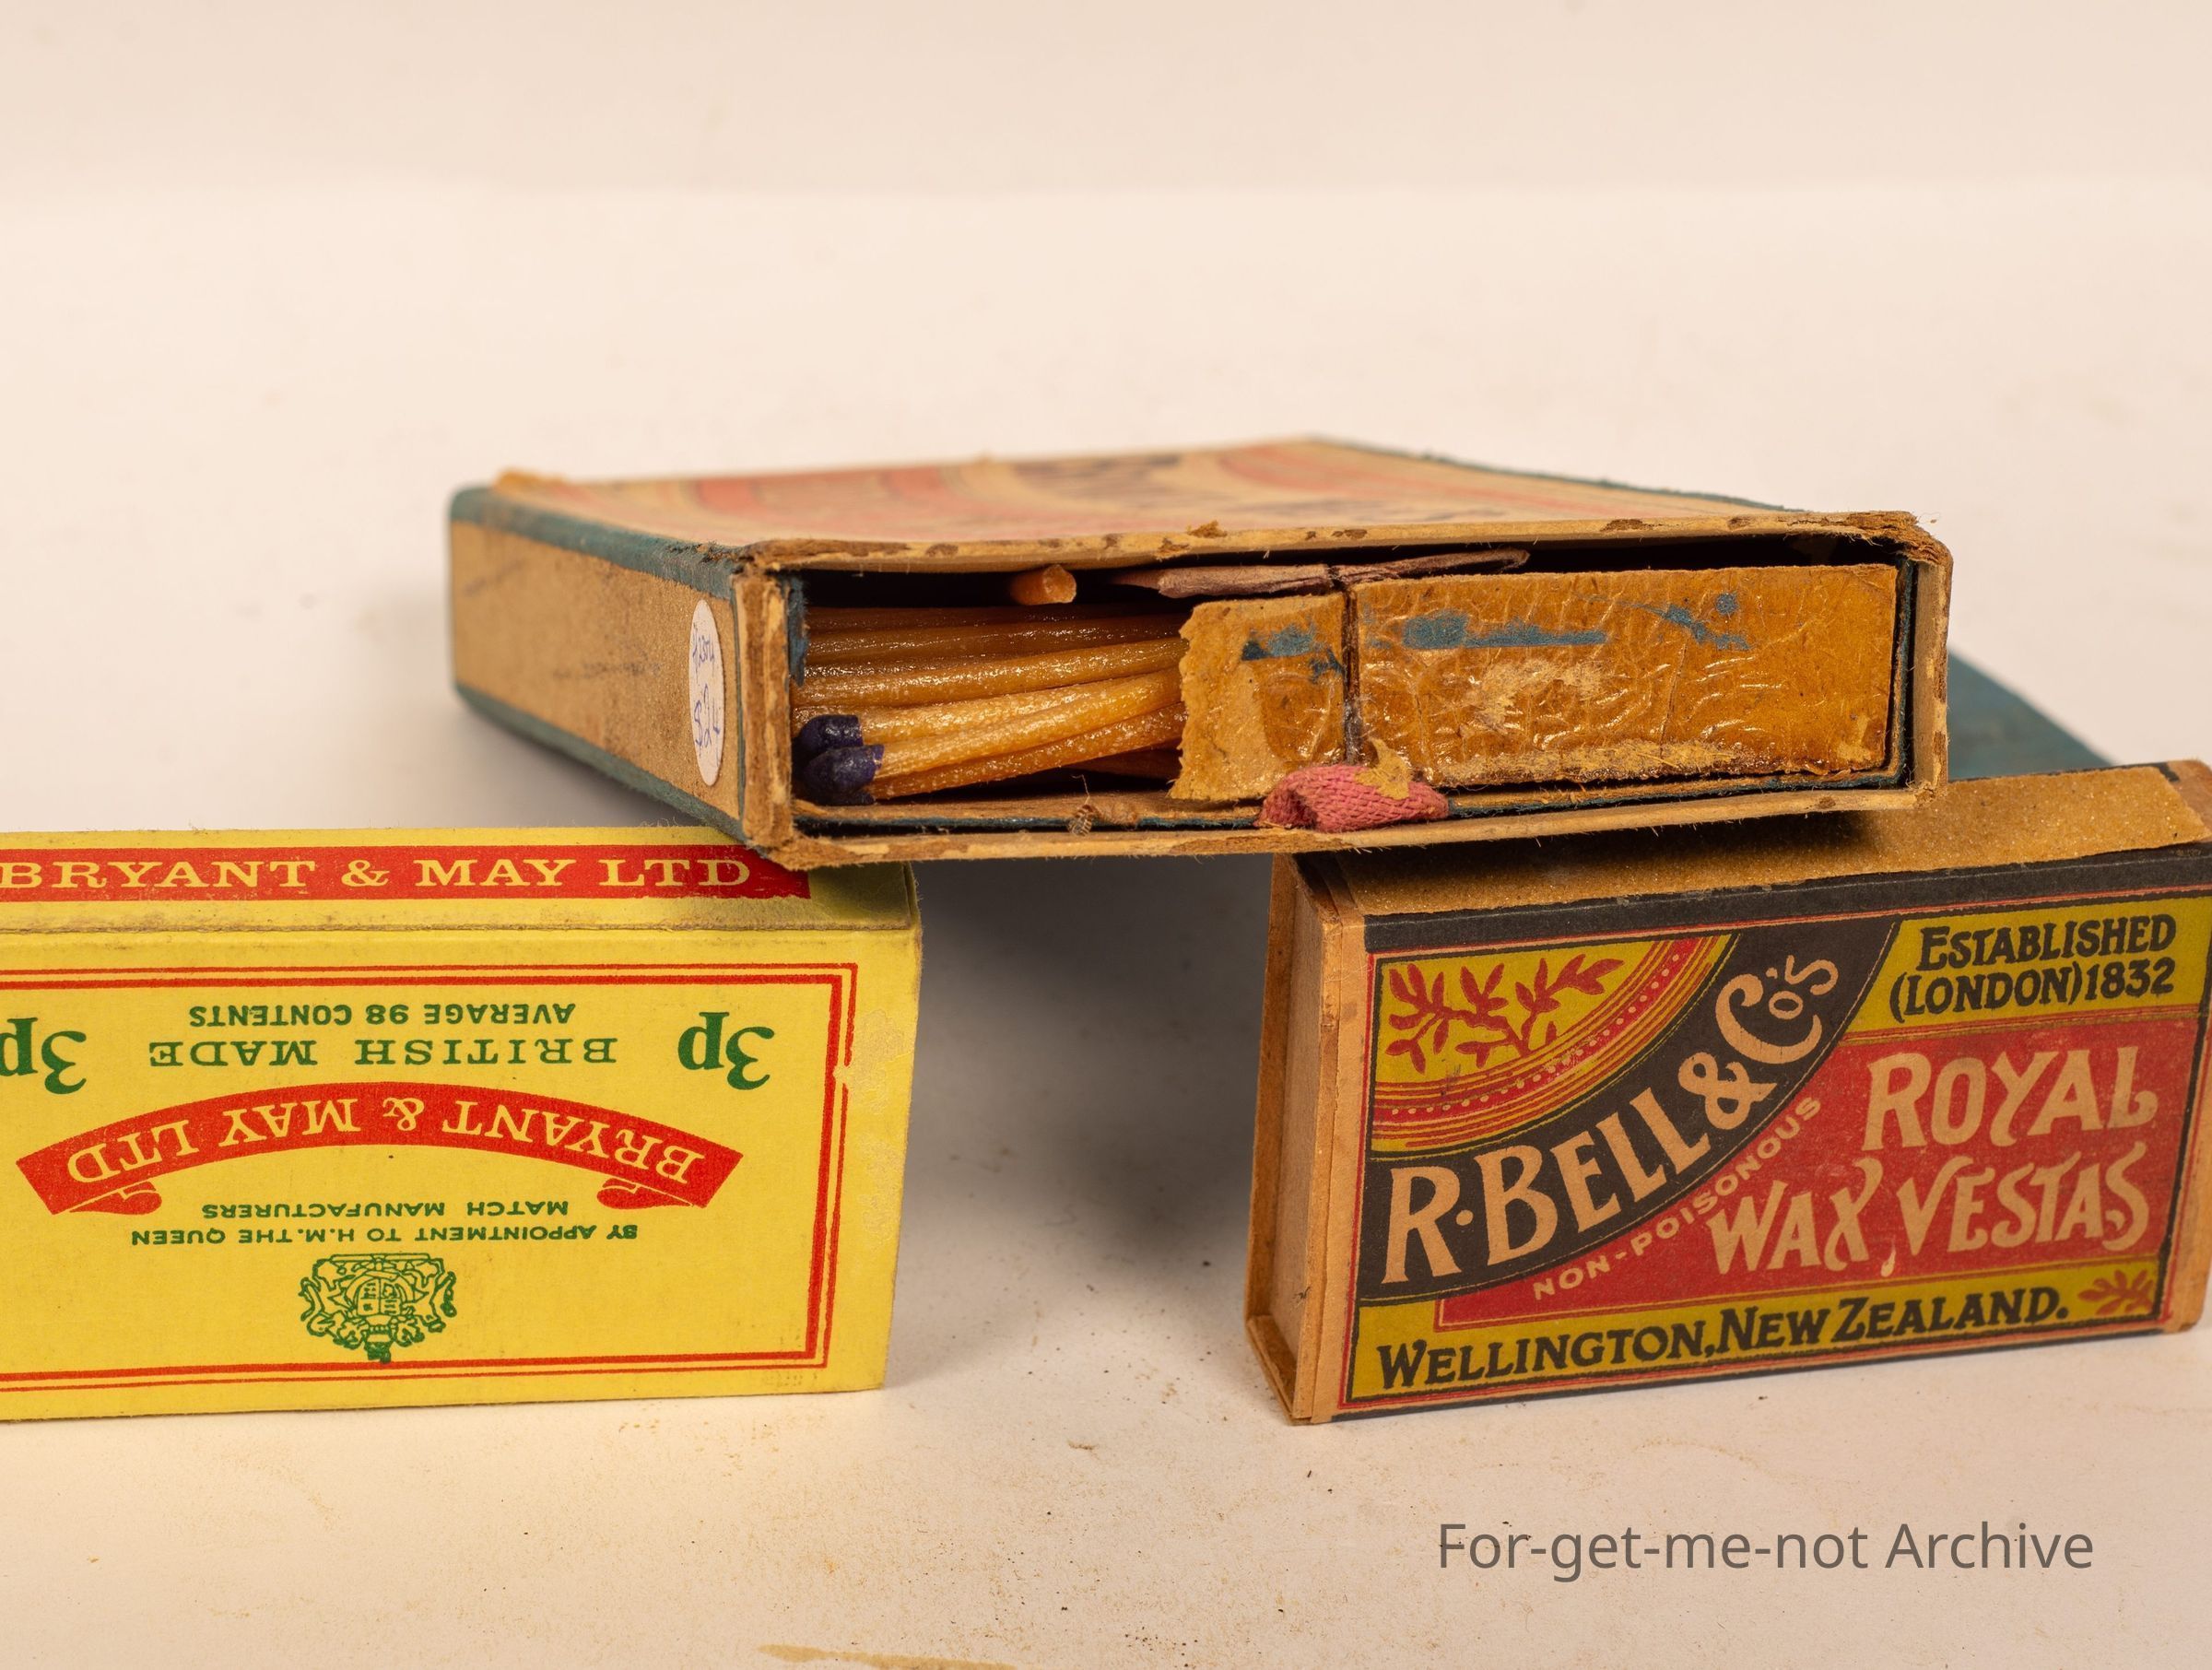 BRYANT & MAY LTD
BY APPOINTMENT TO H.M. THE QUEEN
MATCH MANUFACTURERS
BRYANT & MAY LTD
BRITISH MADE
3p
3p
AVERAGE 98 CONTENTS
$24
ESTABLISHED
(LONDON) 1832
R. BELL & Co's
NON-POISONOUS
ROYAL
WAX VESTAS
WELLINGTON, NEW ZEALAND.
For-get-me-not Archive